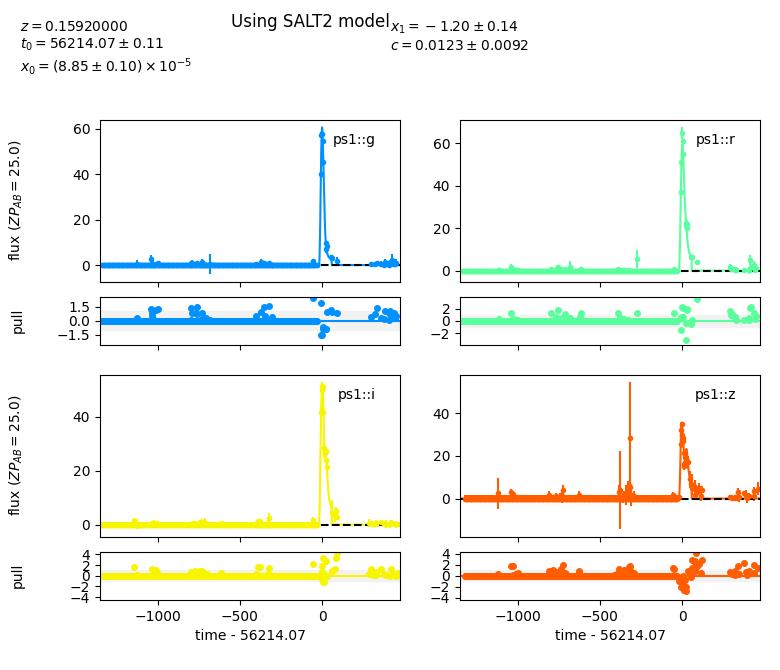 Using SALT2 model
z = 0.15920000
t₀ = 56214.07 ± 0.11
x₀ = (8.85 ± 0.10) × 10⁻⁵
x₁ = −1.20 ± 0.14
c = 0.0123 ± 0.0092
flux (ZP_AB = 25.0)
60
40
20
0
ps1::g
60
40
20
0
ps1::r
pull
1.5
0.0
−1.5
2
0
−2
flux (ZP_AB = 25.0)
40
20
0
ps1::i
40
20
0
ps1::z
pull
4
2
0
−2
−4
4
2
0
−2
−4
−1000 −500 0
−1000 −500 0
time - 56214.07
time - 56214.07